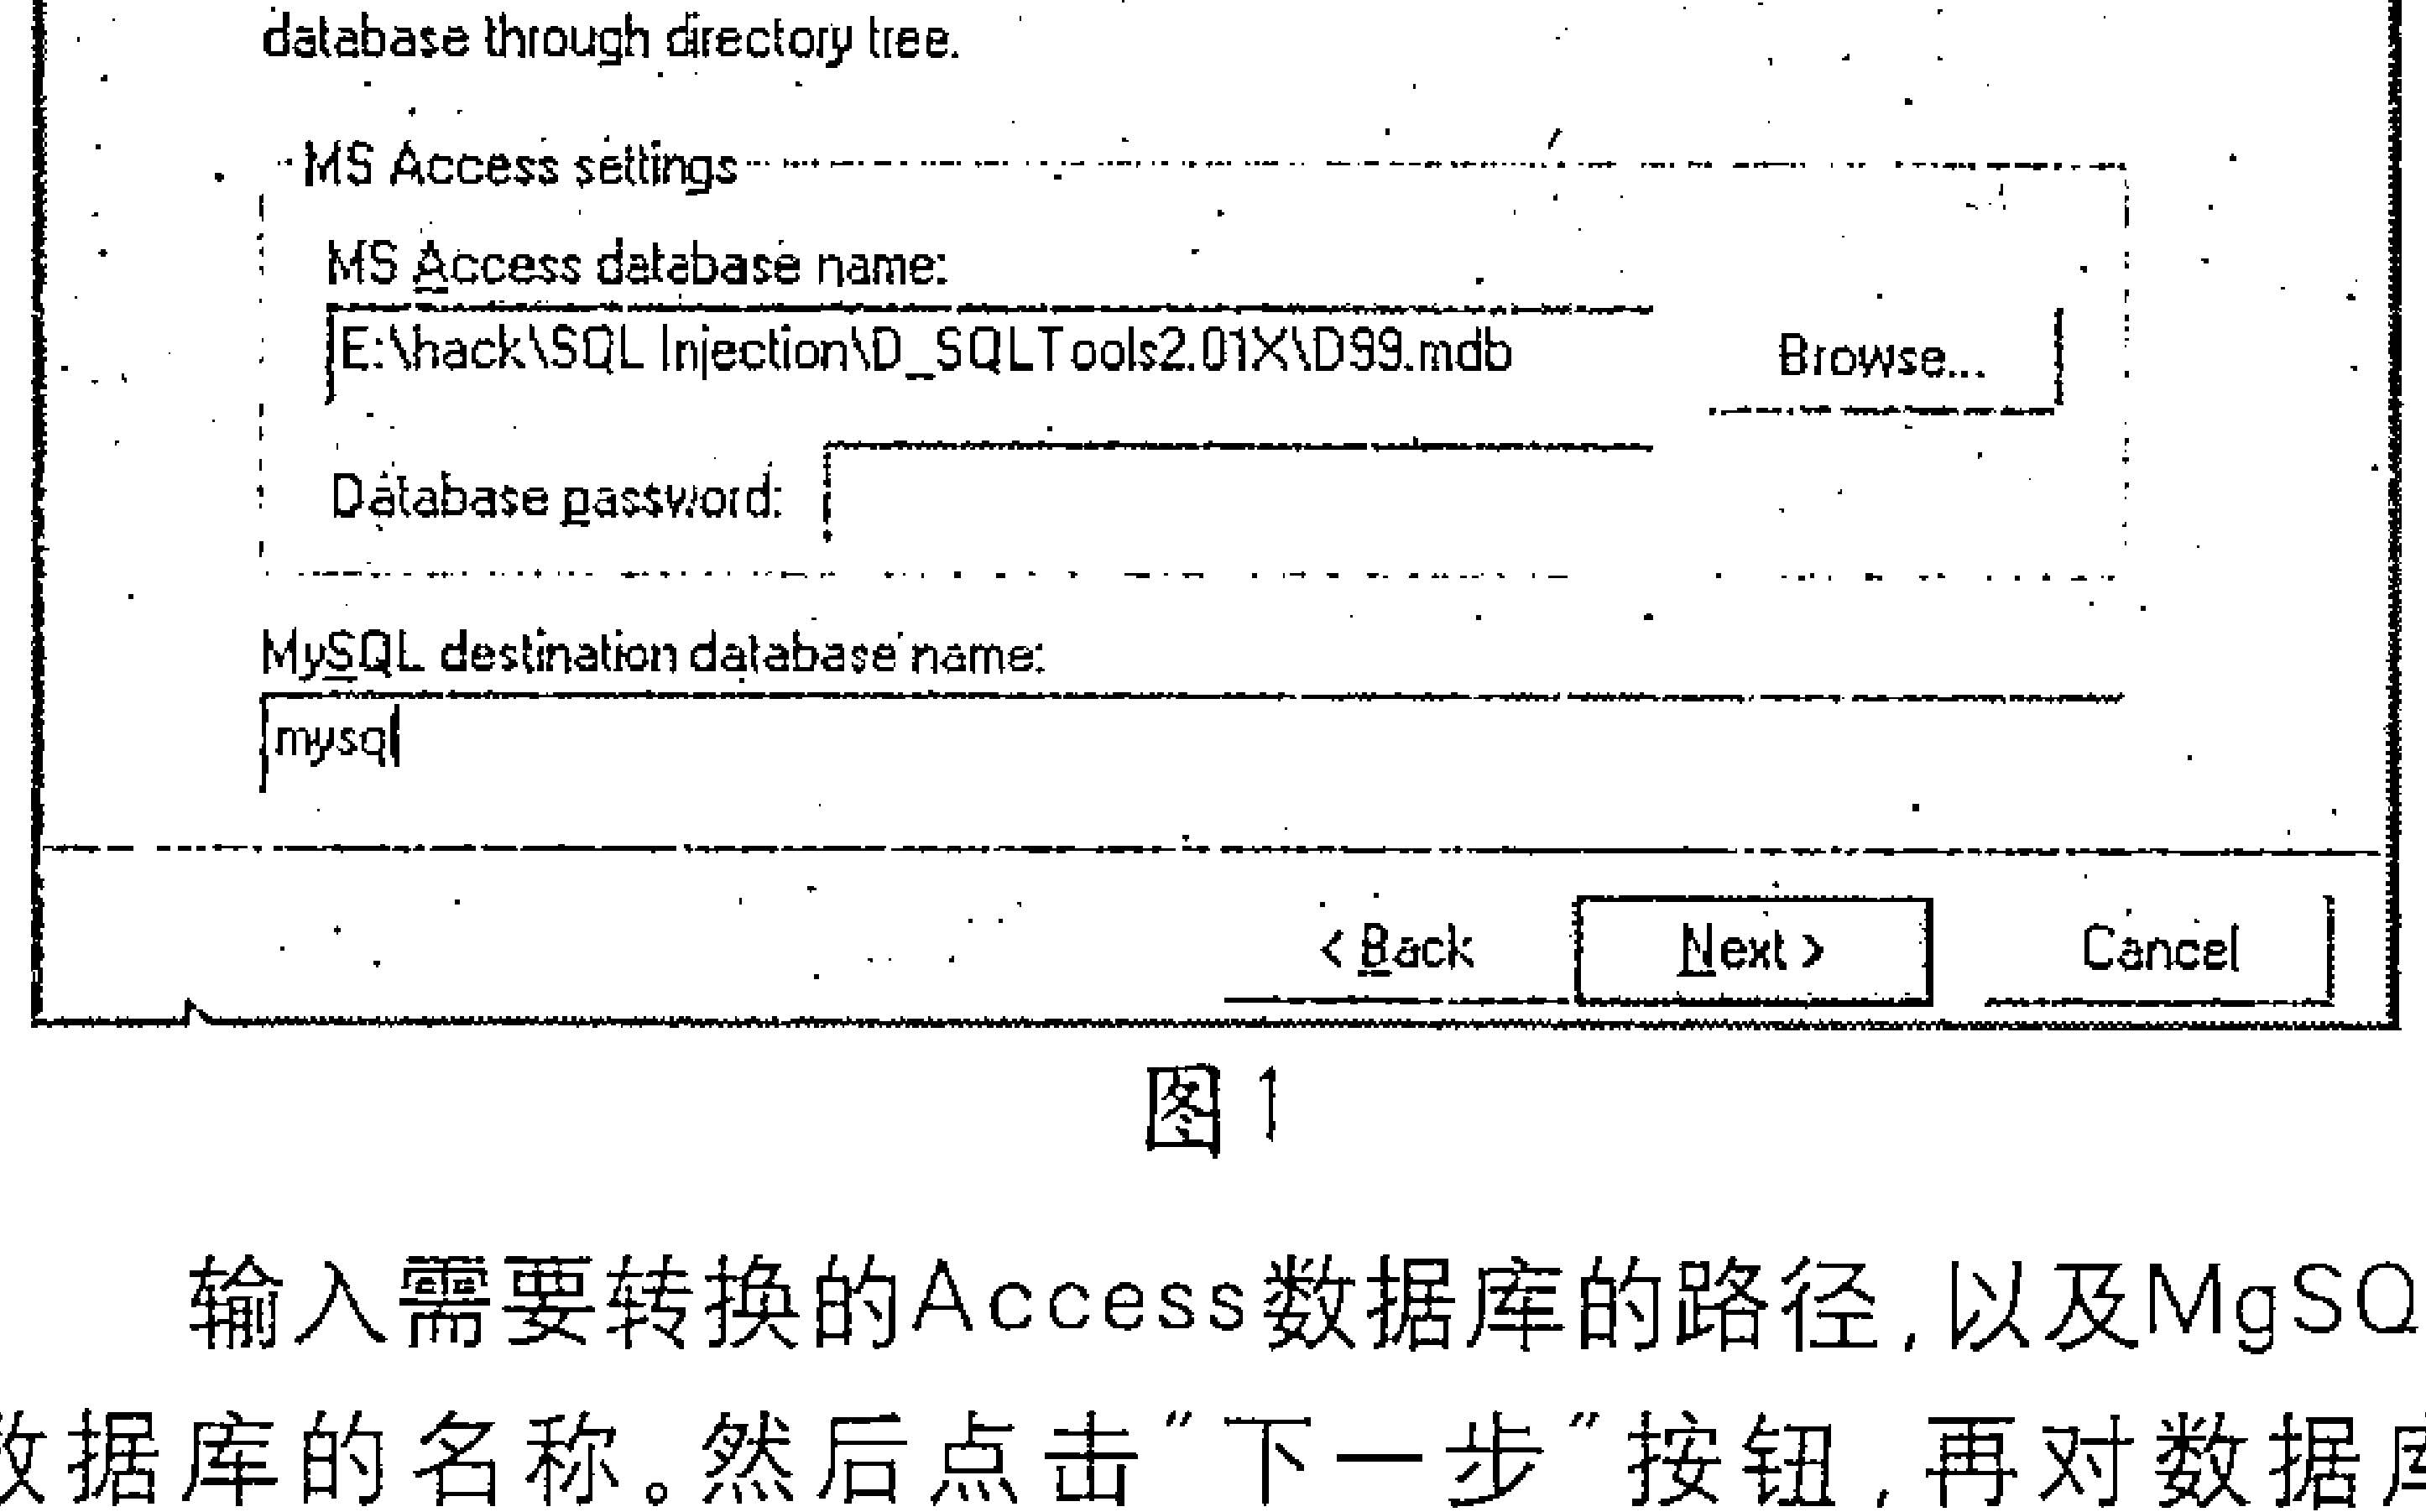 database through directory tree.
MS Access settings
MS Access database name:
E:\hack\SQL Injection\D_SQLTools2.01X\D99.mdb
Browse...
Database password:
MySQL destination database name:
mysql
< Back
Next >
Cancel
图1
输入需要转换的Access数据库的路径,以及MgSQ
数据库的名称。然后点击"下一步"按钮,再对数据库